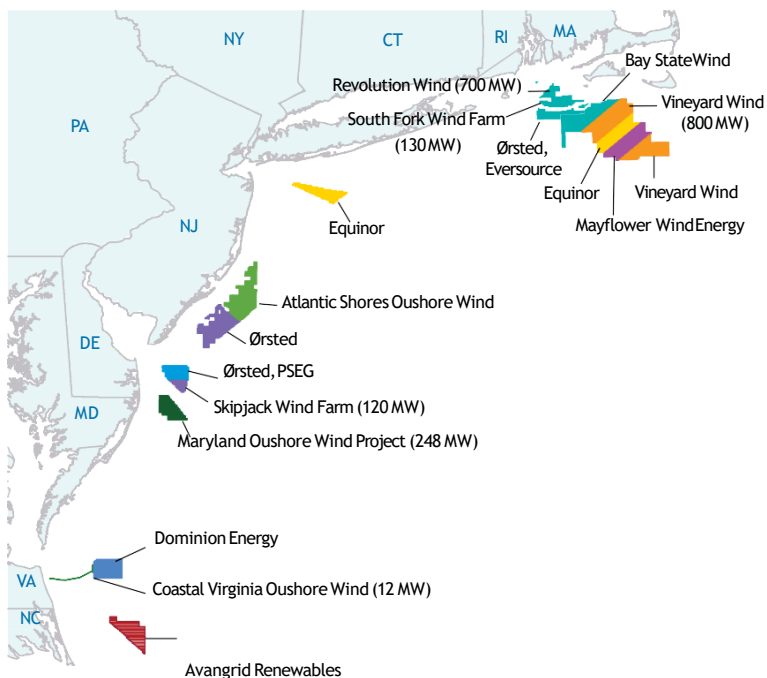 NY
CT
RI
MA
Bay StateWind
Revolution Wind (700 MW)
Vineyard Wind
(800 MW)
South Fork Wind Farm
(130 MW)
PA
Ørsted,
Eversource
Equinor
Vineyard Wind
Mayflower WindEnergy
NJ
Equinor
Atlantic Shores Oushore Wind
Ørsted
DE
Ørsted, PSEG
Skipjack Wind Farm (120 MW)
MD
Maryland Oushore Wind Project (248 MW)
Dominion Energy
VA
Coastal Virginia Oushore Wind (12 MW)
NC
Avangrid Renewables